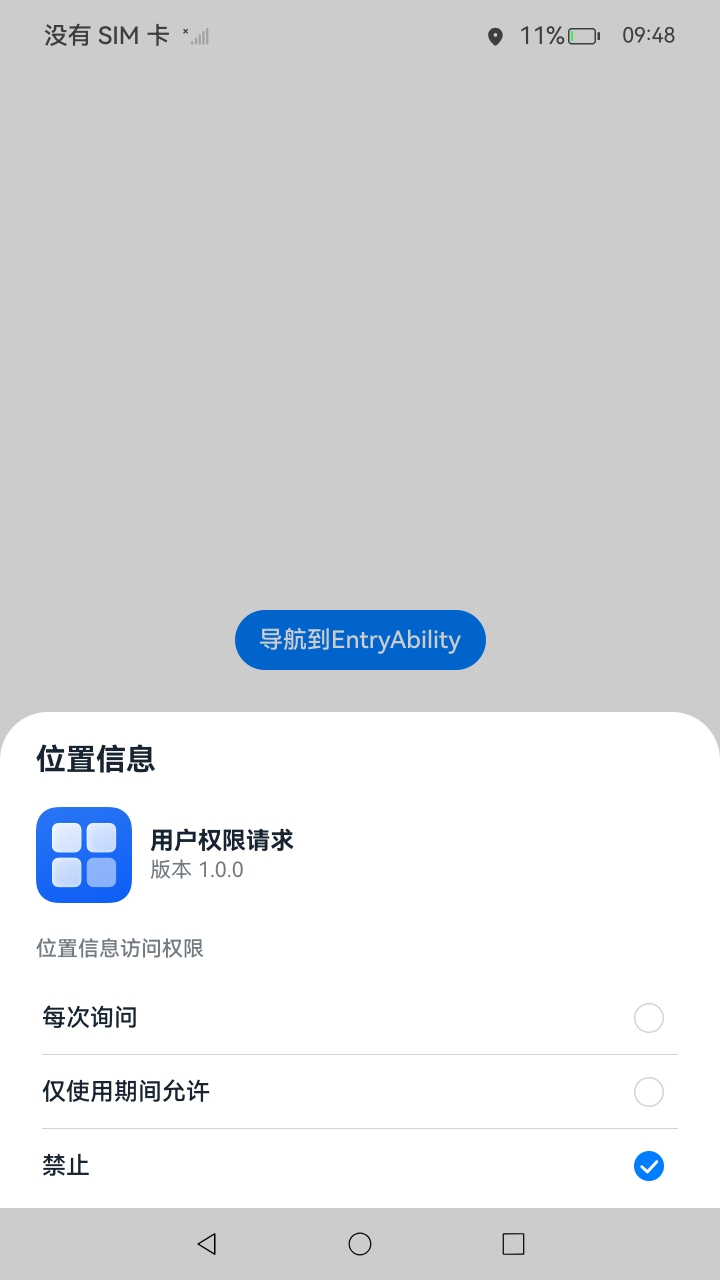 没有 SIM 卡
11%
09:48
导航到EntryAbility
位置信息
用户权限请求
版本 1.0.0
位置信息访问权限
每次询问
仅使用期间允许
禁止